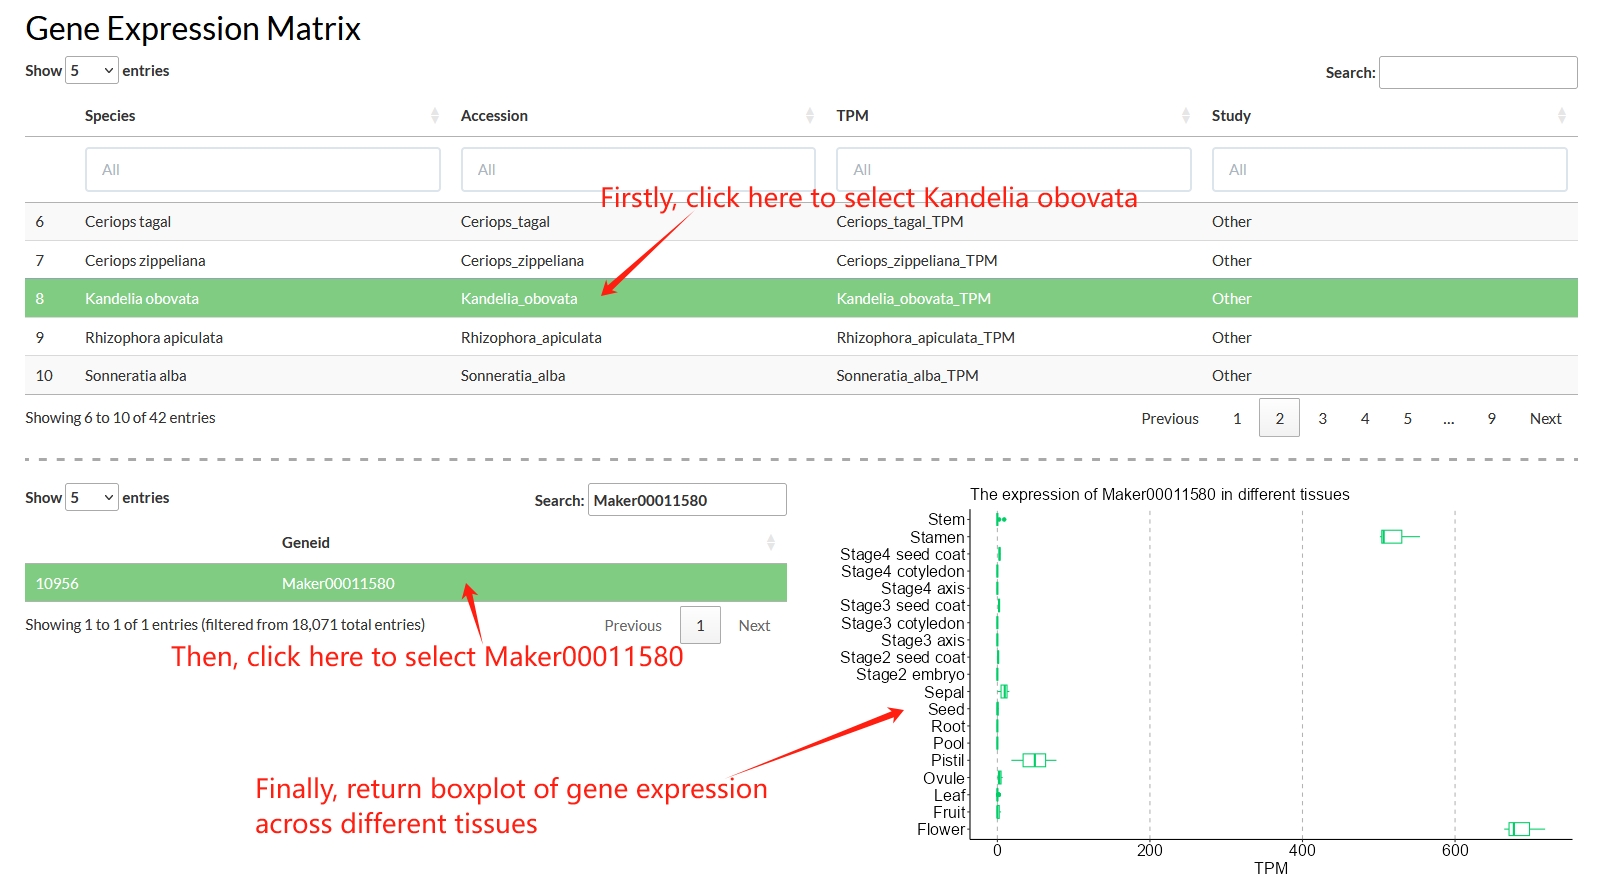 Gene Expression Matrix
Show 5 entries
Search:
Species Accession TPM Study
All All All All
Firstly, click here to select Kandelia obovata
6 Ceriops tagal Ceriops_tagal Ceriops_tagal_TPM Other
7 Ceriops zippeliana Ceriops_zippeliana Ceriops_zippeliana_TPM Other
8 Kandelia obovata Kandelia_obovata Kandelia_obovata_TPM Other
9 Rhizophora apiculata Rhizophora_apiculata Rhizophora_apiculata_TPM Other
10 Sonneratia alba Sonneratia_alba Sonneratia_alba_TPM Other
Showing 6 to 10 of 42 entries
Previous 1 2 3 4 5 ... 9 Next
Show 5 entries
Search: Maker00011580
Geneid
10956 Maker00011580
Showing 1 to 1 of 1 entries (filtered from 18,071 total entries)
Previous 1 Next
Then, click here to select Maker00011580
Finally, return boxplot of gene expression
across different tissues
The expression of Maker00011580 in different tissues
Stem
Stamen
Stage4 seed coat
Stage4 cotyledon
Stage4 axis
Stage3 seed coat
Stage3 cotyledon
Stage3 axis
Stage2 seed coat
Stage2 embryo
Sepal
Seed
Root
Pool
Pistil
Ovule
Leaf
Fruit
Flower
0 200 400 600
TPM